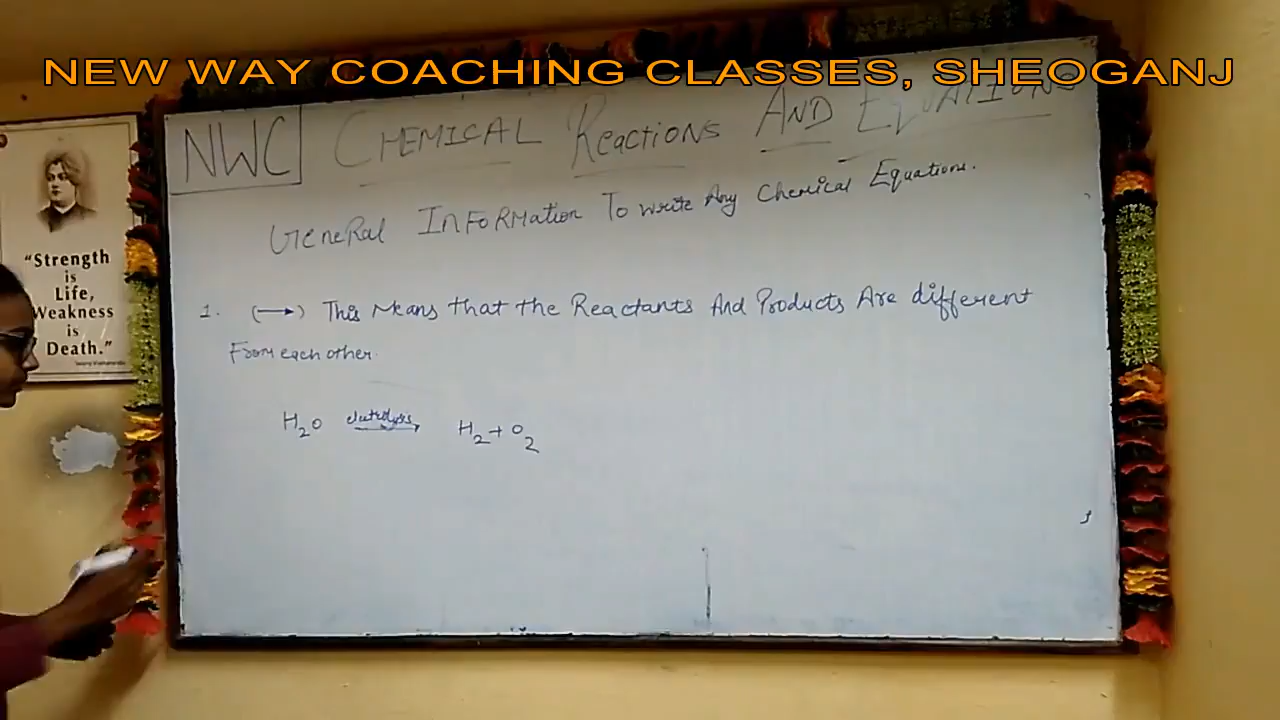 NEW WAY COACHING CLASSES, SHEOGANJ
NWC CHEMICAL Reactions AND EQUATIONS
General INFORMAtion To write Any Chemical Equations.
1. (→) This Means that the Reactants And Products Are different
From each other.
H2O electrolysis→ H2 + O2
“Strength
is
Life,
Weakness
is
Death.”